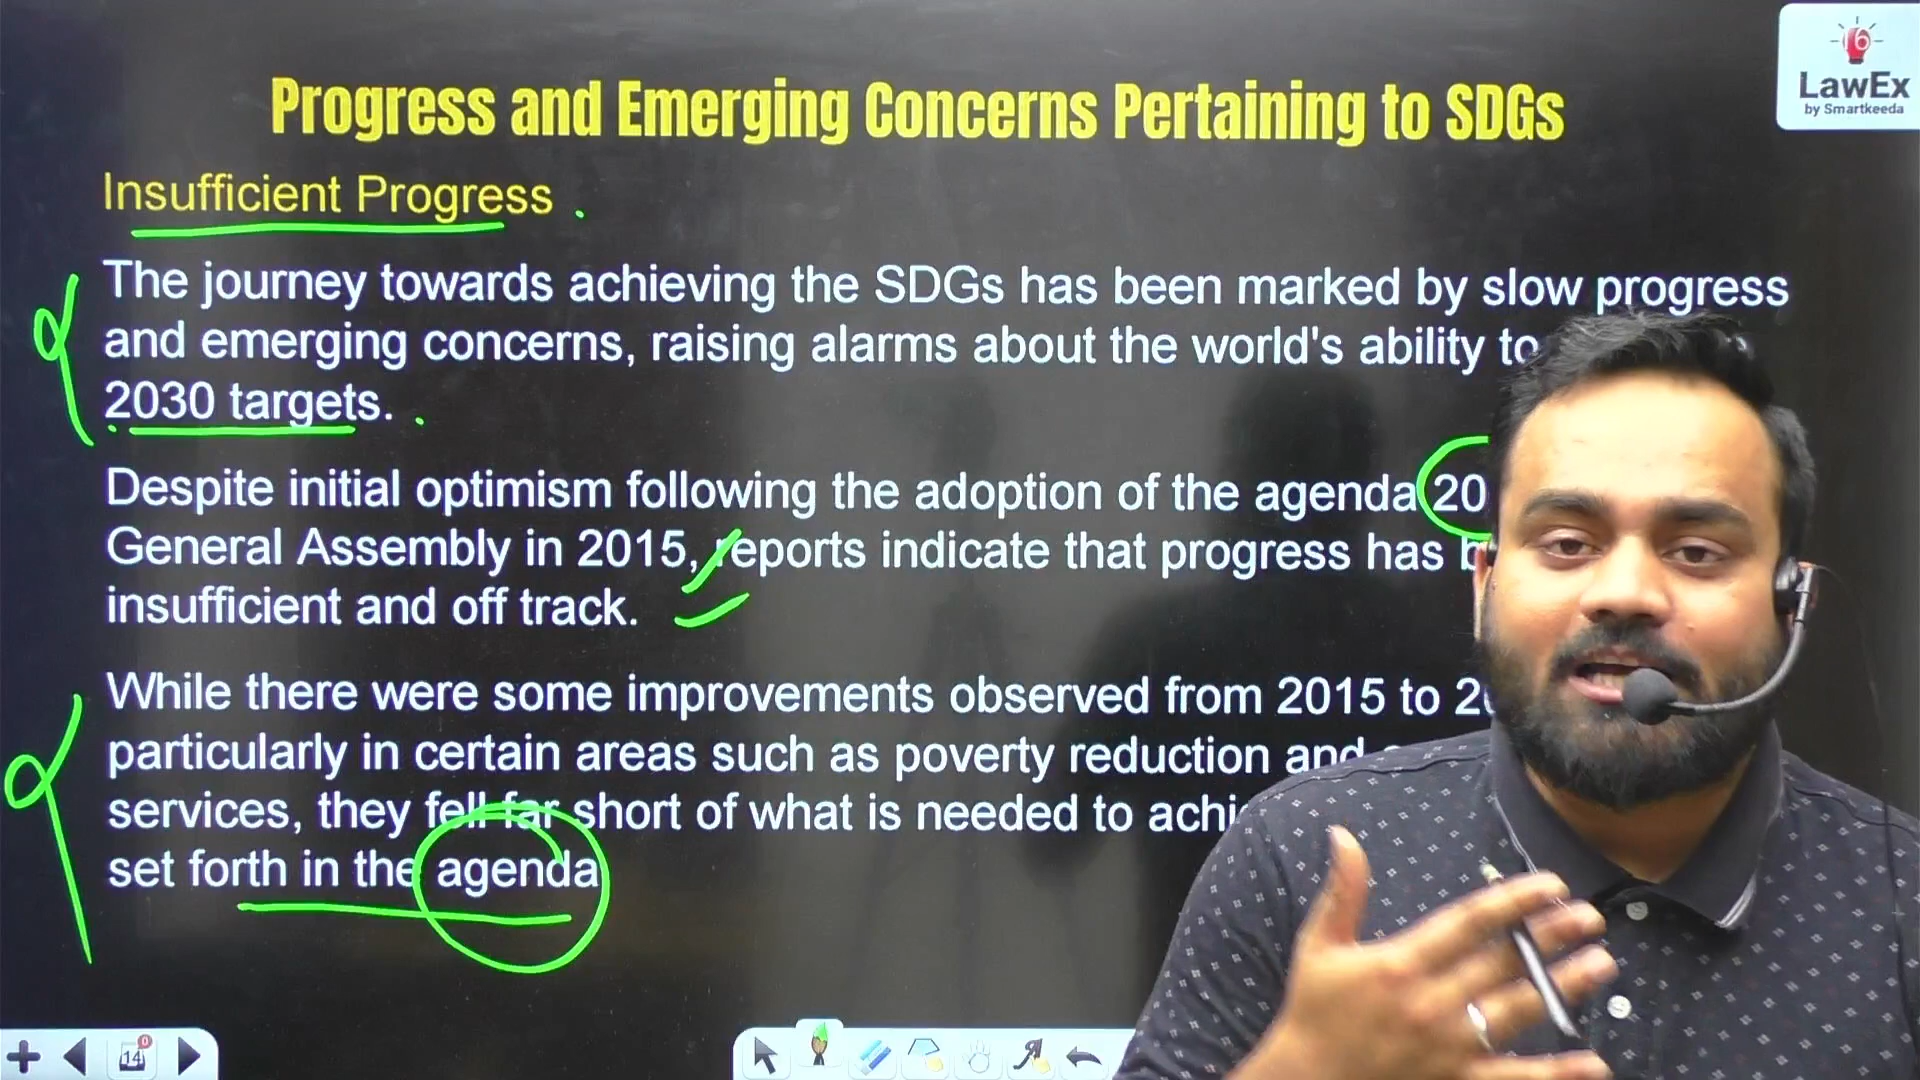 16
LawEx
by Smartkeeda
Progress and Emerging Concerns Pertaining to SDGs
Insufficient Progress
The journey towards achieving the SDGs has been marked by slow progress
and emerging concerns, raising alarms about the world's ability to
2030 targets.
Despite initial optimism following the adoption of the agenda 20
General Assembly in 2015, reports indicate that progress has
insufficient and off track.
While there were some improvements observed from 2015 to
particularly in certain areas such as poverty reduction and
services, they fell far short of what is needed to
set forth in the agenda
14
0